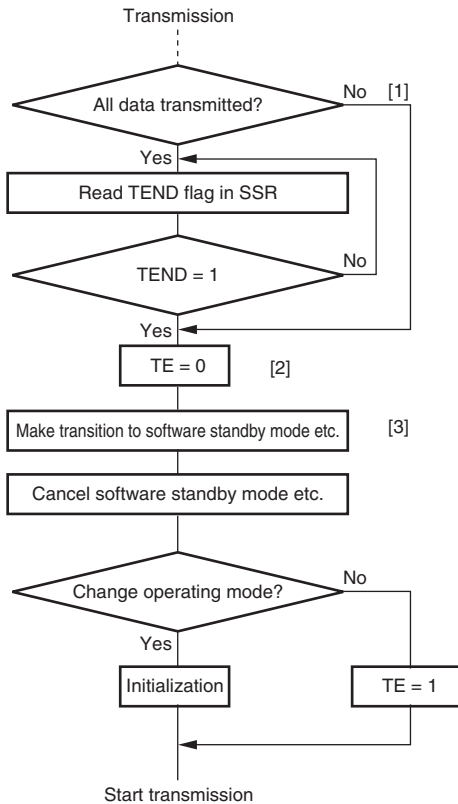 Transmission
All data transmitted?
No [1]
Yes
Read TEND flag in SSR
No
TEND = 1
Yes
TE = 0 [2]
Make transition to software standby mode etc. [3]
Cancel software standby mode etc.
No
Change operating mode?
Yes
Initialization TE = 1
Start transmission